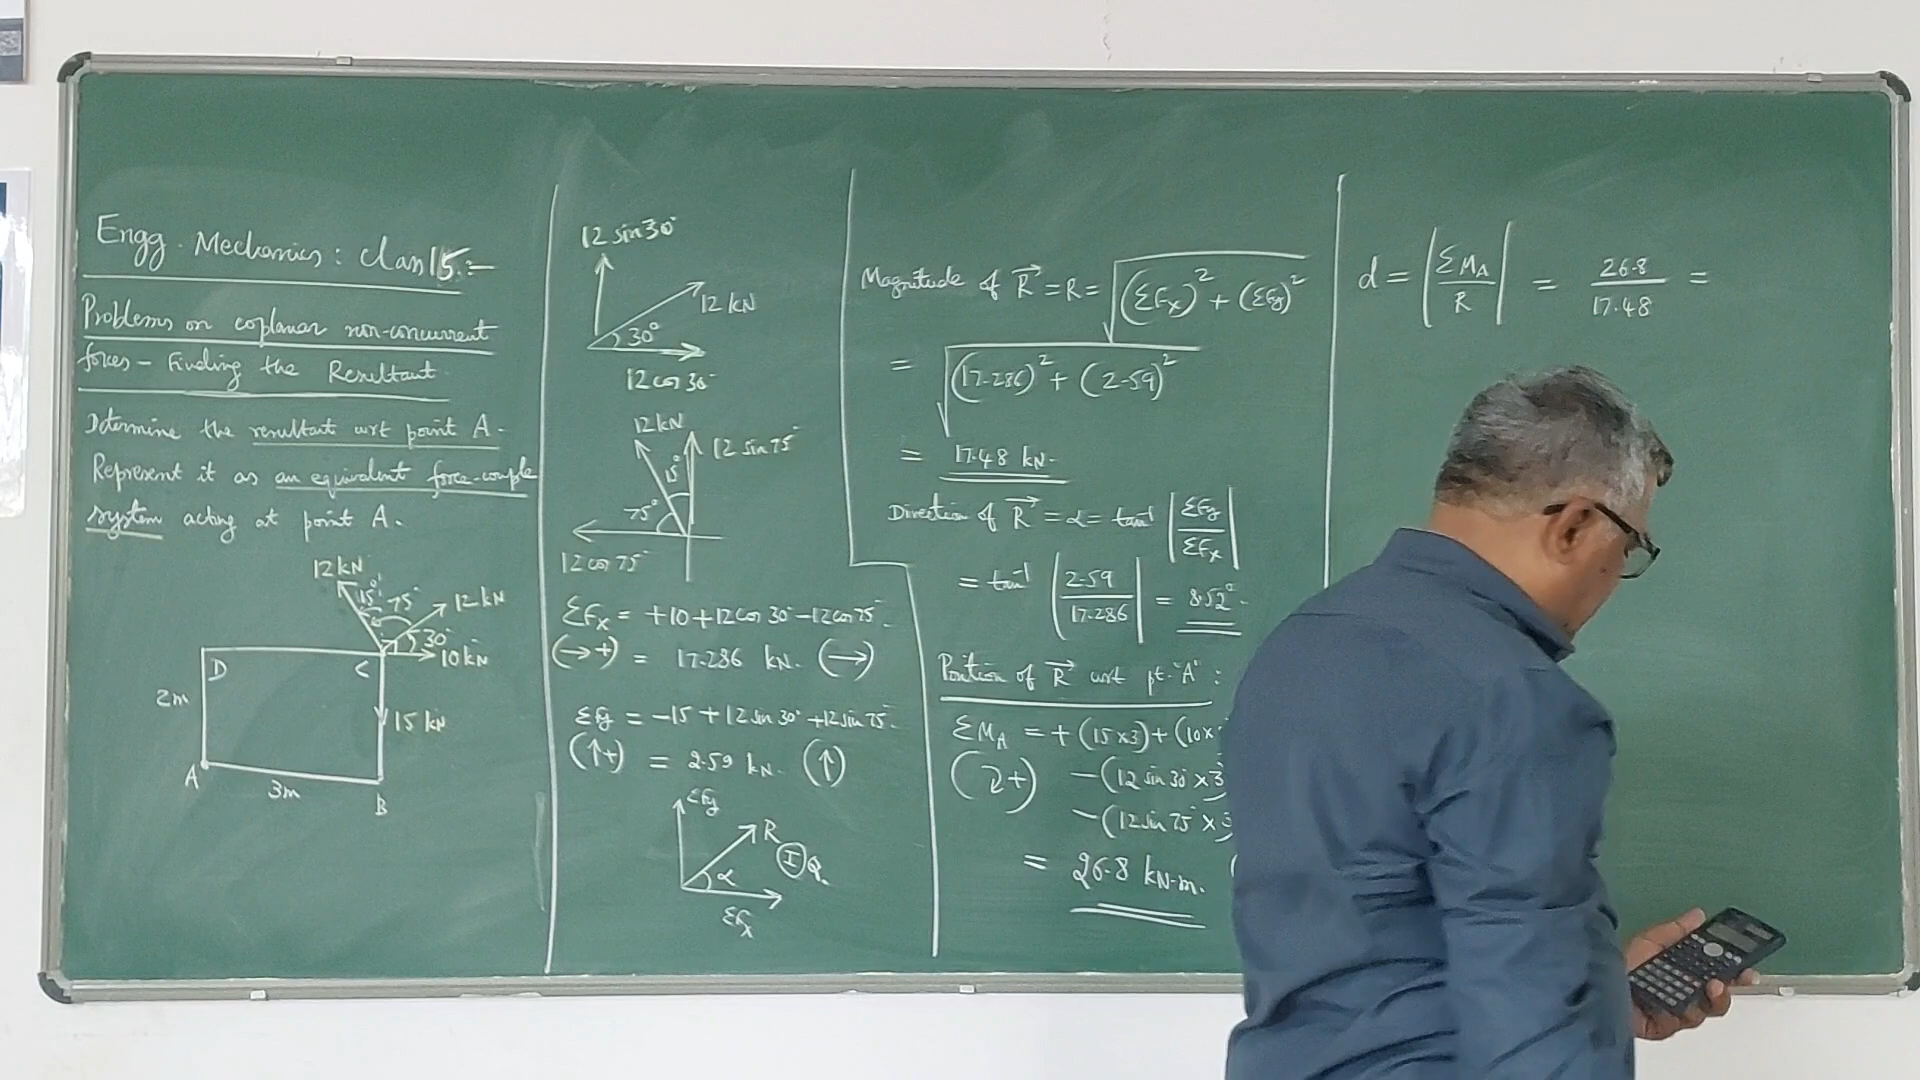 Engg. Mechanics: Class 15:-
Problems on coplanar non-concurrent
forces - Finding the Resultant
Determine the resultant wrt point A.
Represent it as an equivalent force-couple
system acting at point A.
12 kN
15°
75°
12 kN
30°
10 kN
D
C
2m
15 kN
A
3m
B
12 sin 30°
12 kN
30°
12 cos 30°
12 kN
12 sin 75°
15°
75°
12 cos 75°
ΣFx = +10 + 12 cos 30° - 12 cos 75°.
(→+) = 17.286 kN. (→)
ΣFy = -15 + 12 sin 30° + 12 sin 75°.
(↑+) = 2.59 kN. (↑)
ΣFy
R
I Q.
α
ΣFx
Magnitude of R⃗ = R = √((ΣFx)² + (ΣFy)²
= √((17.286)² + (2.59)²
= 17.48 kN.
Direction of R⃗ = α = tan⁻¹ |ΣFy/ΣFx|
= tan⁻¹ |2.59/17.286| = 8.52°.
Position of R⃗ wrt pt. "A":
ΣMA = +(15×3)+(10×
(↻+) -(12 sin 30°×3
-(12 sin 75°×3
= 26.8 kN-m.
d = |ΣMA/R| = 26.8/17.48 =